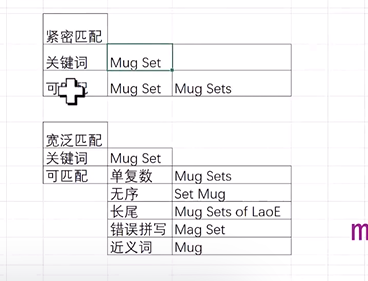 紧密匹配
关键词 Mug Set
可 Mug Set Mug Sets
宽泛匹配
关键词 Mug Set
可匹配 单复数 Mug Sets
无序 Set Mug
长尾 Mug Sets of LaoE
错误拼写 Mag Set
近义词 Mug
m